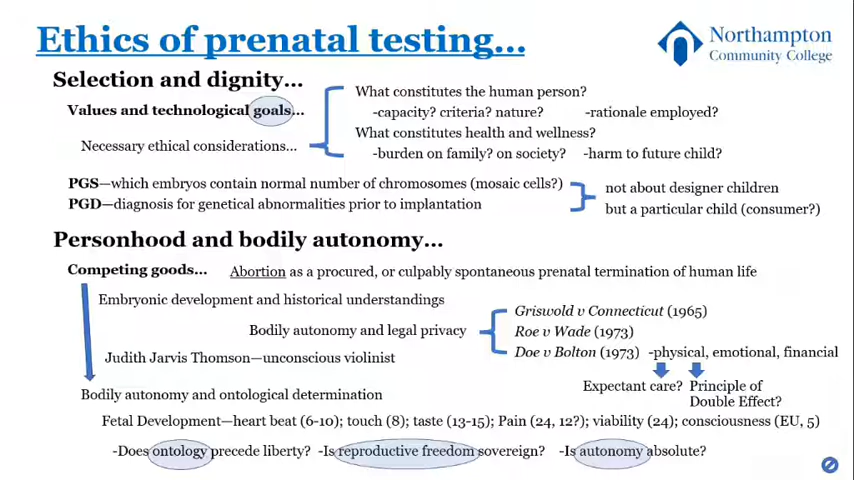 Ethics of prenatal testing...
Northampton
Community College
Selection and dignity...
Values and technological goals...
Necessary ethical considerations...
What constitutes the human person?
-capacity? criteria? nature? -rationale employed?
What constitutes health and wellness?
-burden on family? on society? -harm to future child?
PGS—which embryos contain normal number of chromosomes (mosaic cells?)
PGD—diagnosis for genetical abnormalities prior to implantation
not about designer children
but a particular child (consumer?)
Personhood and bodily autonomy...
Competing goods... Abortion as a procured, or culpably spontaneous prenatal termination of human life
Embryonic development and historical understandings
Bodily autonomy and legal privacy
Griswold v Connecticut (1965)
Roe v Wade (1973)
Doe v Bolton (1973) -physical, emotional, financial
Judith Jarvis Thomson—unconscious violinist
Expectant care? Principle of
Double Effect?
Bodily autonomy and ontological determination
Fetal Development—heart beat (6-10); touch (8); taste (13-15); Pain (24, 12?); viability (24); consciousness (EU, 5)
-Does ontology precede liberty? -Is reproductive freedom sovereign? -Is autonomy absolute?